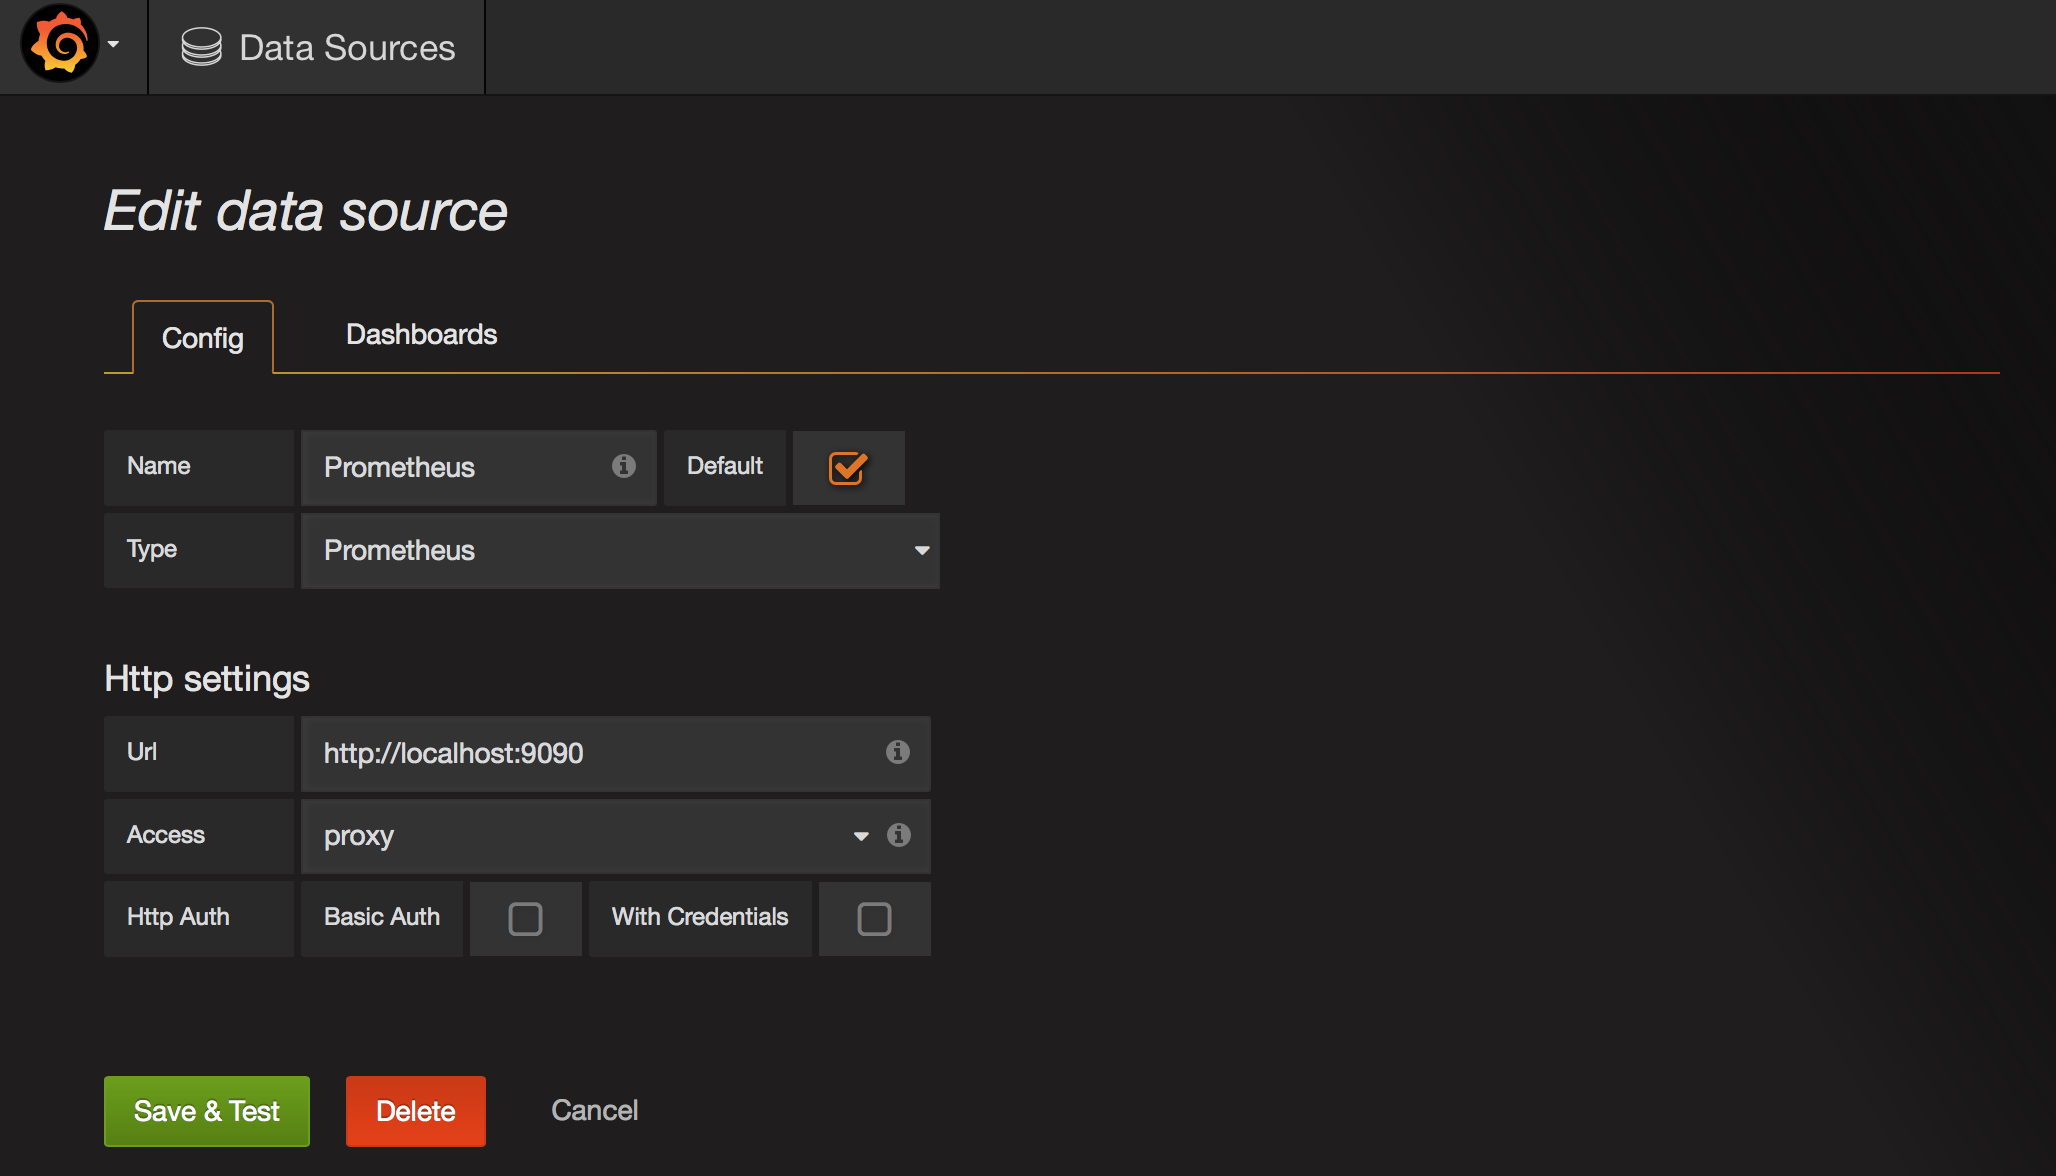 Data Sources
Edit data source
Config Dashboards
Name Prometheus Default
Type Prometheus
Http settings
Url http://localhost:9090
Access proxy
Http Auth Basic Auth With Credentials
Save & Test Delete Cancel